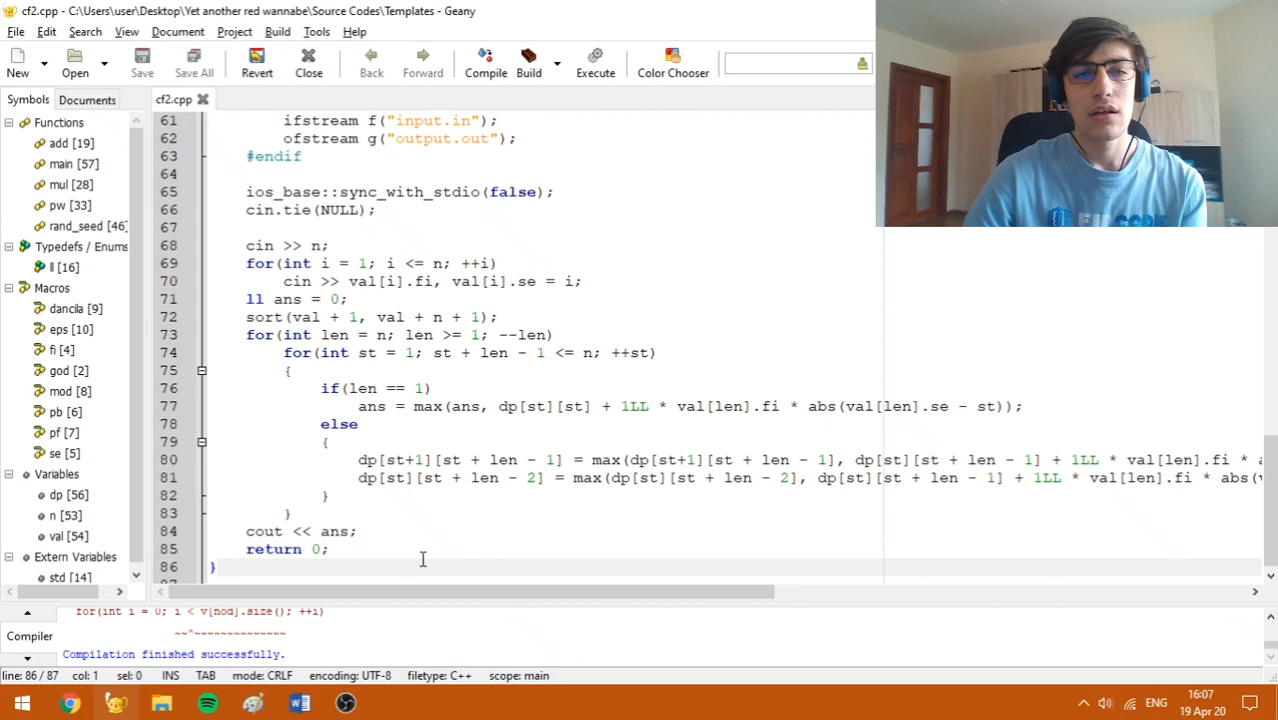 cf2.cpp - C:\Users\user\Desktop\Yet another red wannabe\Source Codes\Templates - Geany
File Edit Search View Document Project Build Tools Help
New Open Save Save All Revert Close Back Forward Compile Build Execute Color Chooser
Symbols Documents
cf2.cpp
Functions
add [19]
main [57]
mul [28]
pw [33]
rand_seed [46]
Typedefs / Enums
ll [16]
Macros
dancila [9]
eps [10]
fi [4]
god [2]
mod [8]
pb [6]
pf [7]
se [5]
Variables
dp [56]
n [53]
val [54]
Extern Variables
std [14]
61 ifstream f("input.in");
62 ofstream g("output.out");
63 #endif
64
65 ios_base::sync_with_stdio(false);
66 cin.tie(NULL);
67
68 cin >> n;
69 for(int i = 1; i <= n; ++i)
70 cin >> val[i].fi, val[i].se = i;
71 ll ans = 0;
72 sort(val + 1, val + n + 1);
73 for(int len = n; len >= 1; --len)
74 for(int st = 1; st + len - 1 <= n; ++st)
75 {
76 if(len == 1)
77 ans = max(ans, dp[st][st] + 1LL * val[len].fi * abs(val[len].se - st));
78 else
79 {
80 dp[st+1][st + len - 1] = max(dp[st+1][st + len - 1], dp[st][st + len - 1] + 1LL * val[len].fi *
81 dp[st][st + len - 2] = max(dp[st][st + len - 2], dp[st][st + len - 1] + 1LL * val[len].fi * abs(
82 }
83 }
84 cout << ans;
85 return 0;
86 }
Compiler
for(int i = 0; i < v[nod].size(); ++i)
~~^~~~~~~~~~~~~~~
Compilation finished successfully.
line: 86 / 87 col: 1 sel: 0 INS TAB mode: CRLF encoding: UTF-8 filetype: C++ scope: main
ENG
16:07
19 Apr 20